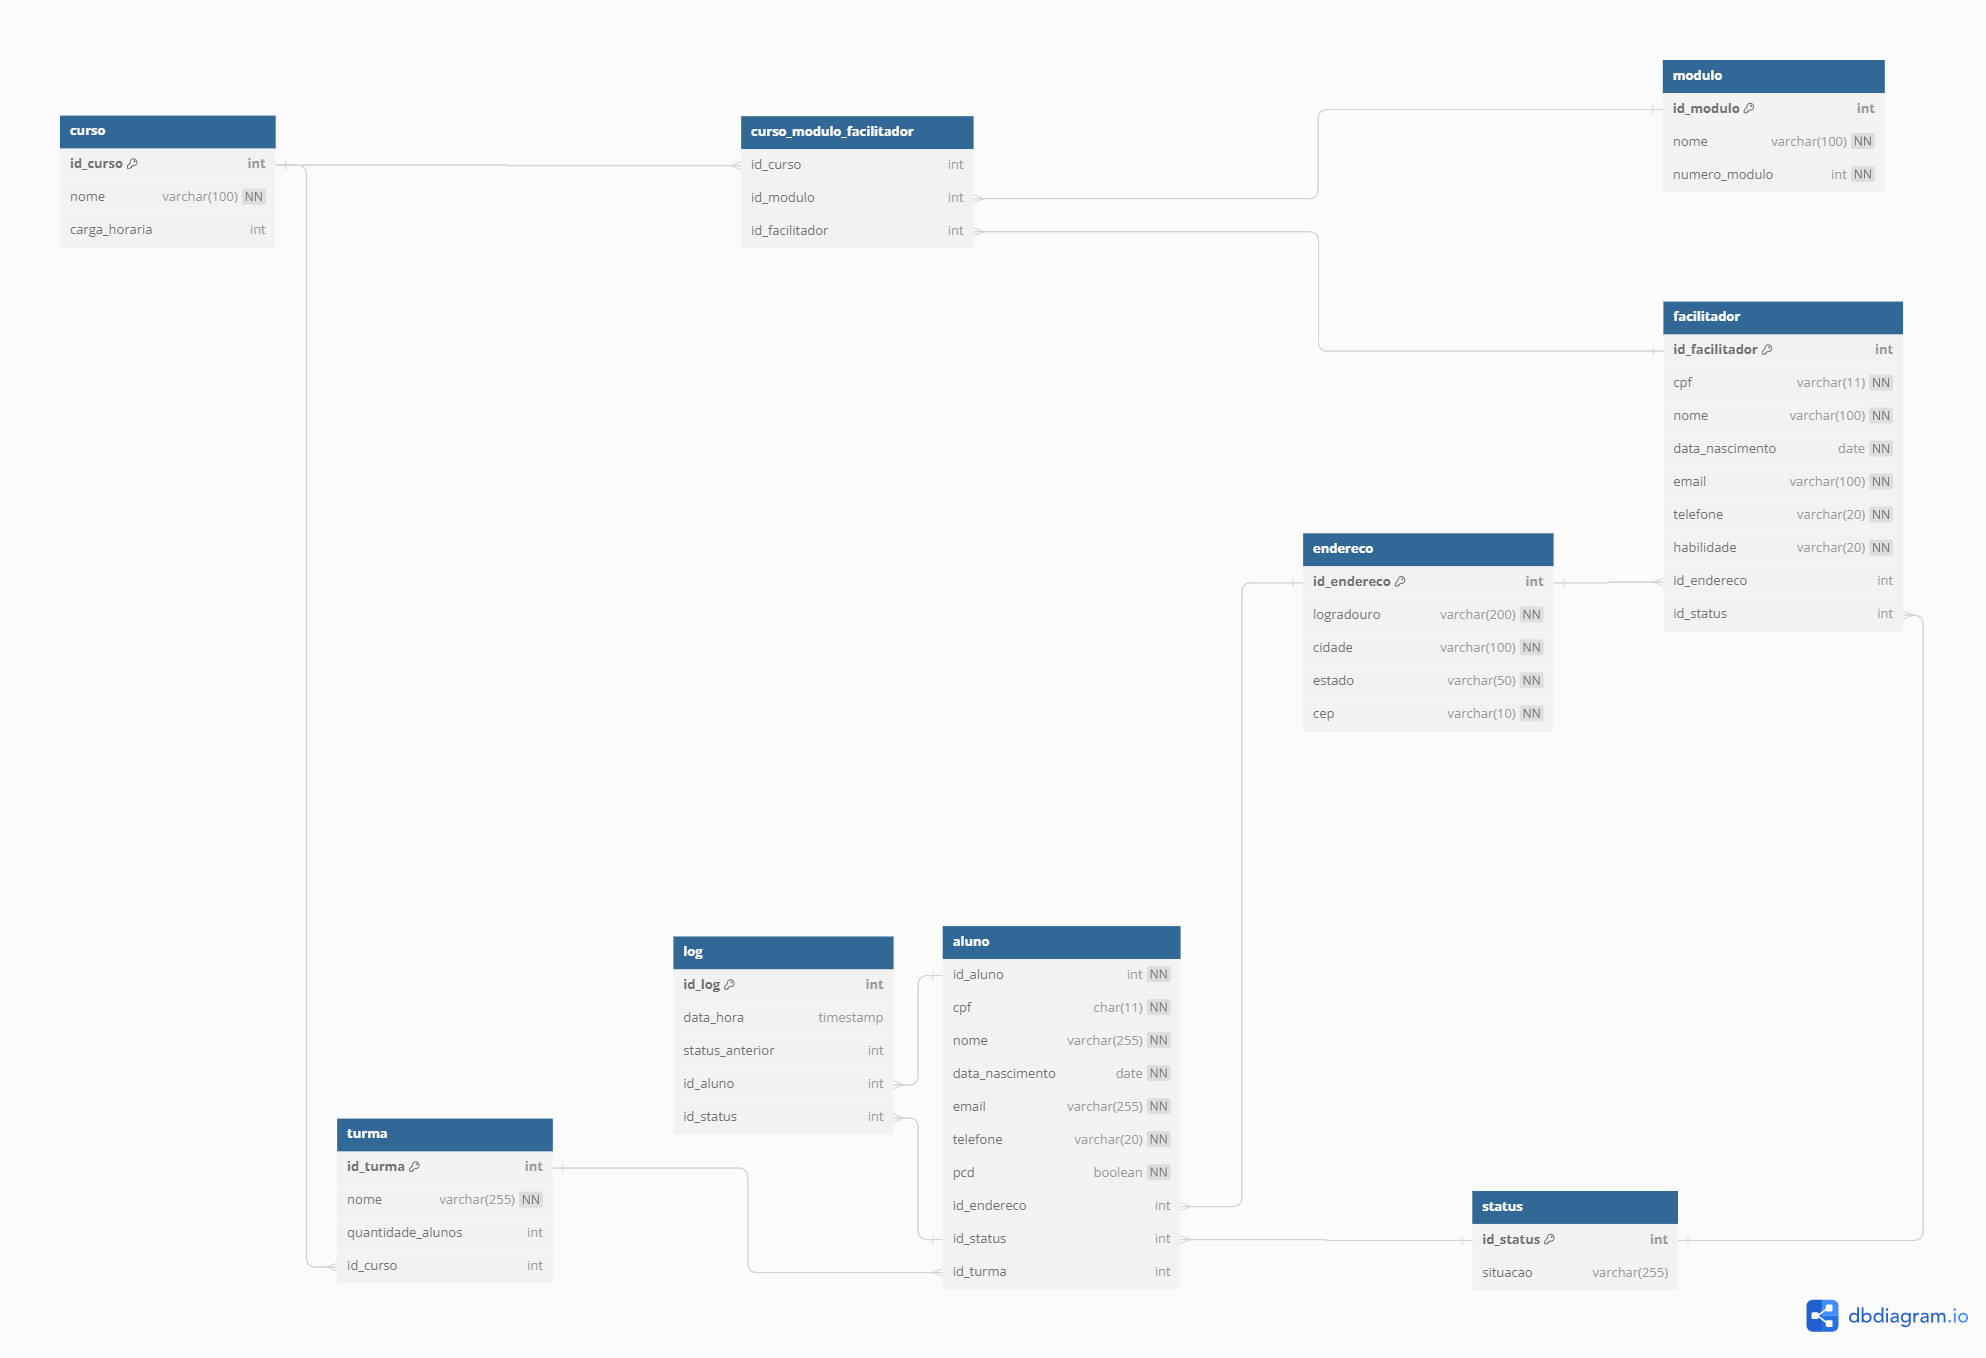 curso
id_curso int
nome varchar(100) NN
carga_horaria int
curso_modulo_facilitador
id_curso int
id_modulo int
id_facilitador int
modulo
id_modulo int
nome varchar(100) NN
numero_modulo int NN
facilitador
id_facilitador int
cpf varchar(11) NN
nome varchar(100) NN
data_nascimento date NN
email varchar(100) NN
telefone varchar(20) NN
habilidade varchar(20) NN
id_endereco int
id_status int
endereco
id_endereco int
logradouro varchar(200) NN
cidade varchar(100) NN
estado varchar(50) NN
cep varchar(10) NN
log
id_log int
data_hora timestamp
status_anterior int
id_aluno int
id_status int
aluno
id_aluno int NN
cpf char(11) NN
nome varchar(255) NN
data_nascimento date NN
email varchar(255) NN
telefone varchar(20) NN
pcd boolean NN
id_endereco int
id_status int
id_turma int
turma
id_turma int
nome varchar(255) NN
quantidade_alunos int
id_curso int
status
id_status int
situacao varchar(255)
dbdiagram.io